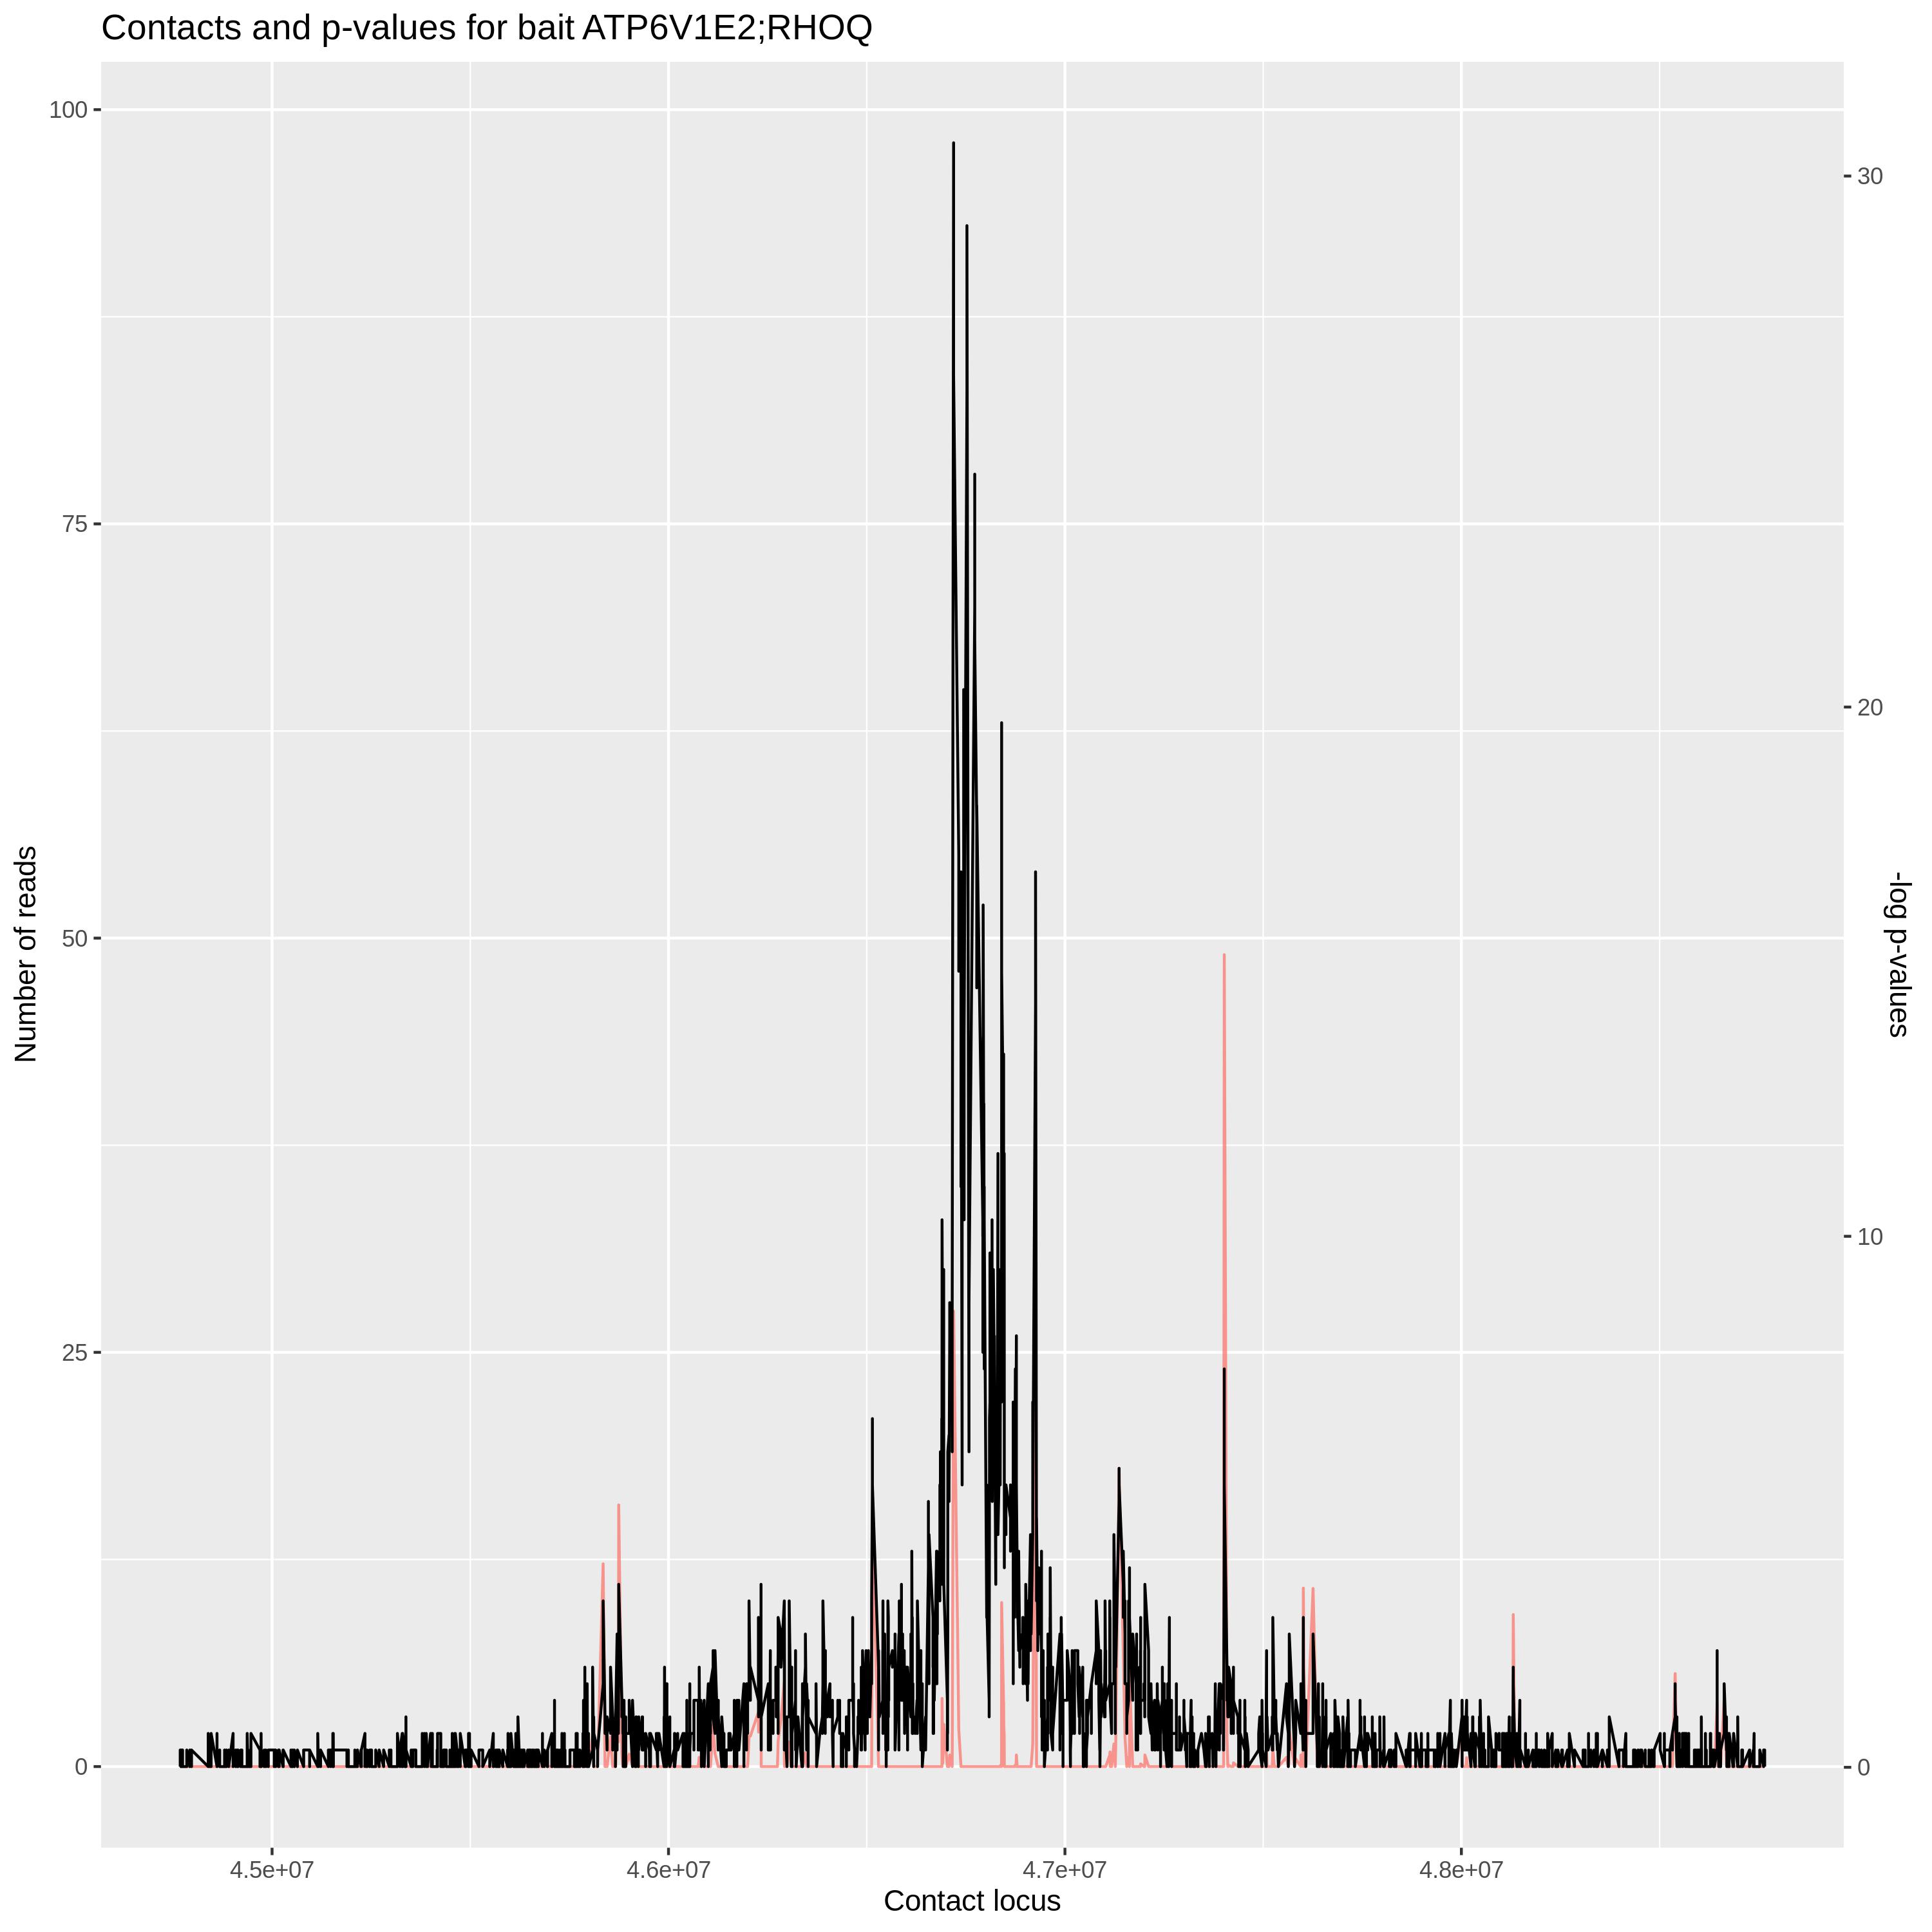 Contacts and p-values for bait ATP6V1E2;RHOQ
100
75
50
25
0
Number of reads
30
20
10
0
-log p-values
4.5e+07
4.6e+07
4.7e+07
4.8e+07
Contact locus